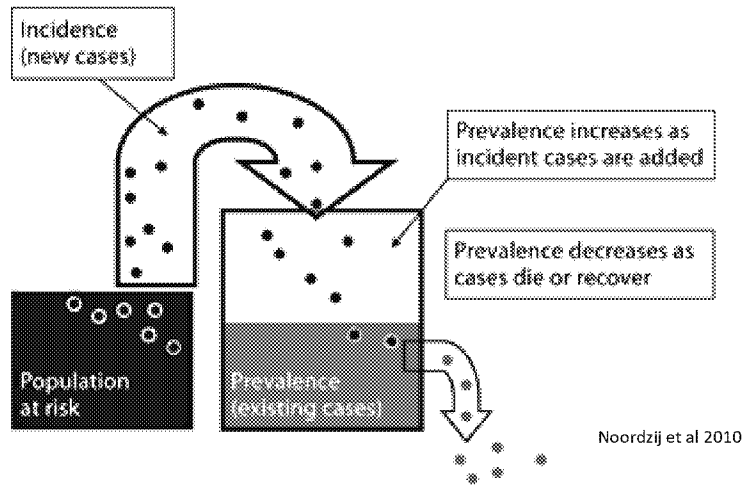 Incidence
(new cases)
Prevalence increases as
incident cases are added
Prevalence decreases as
cases die or recover
Population
at risk
Prevalence
(existing cases)
Noordzij et al 2010